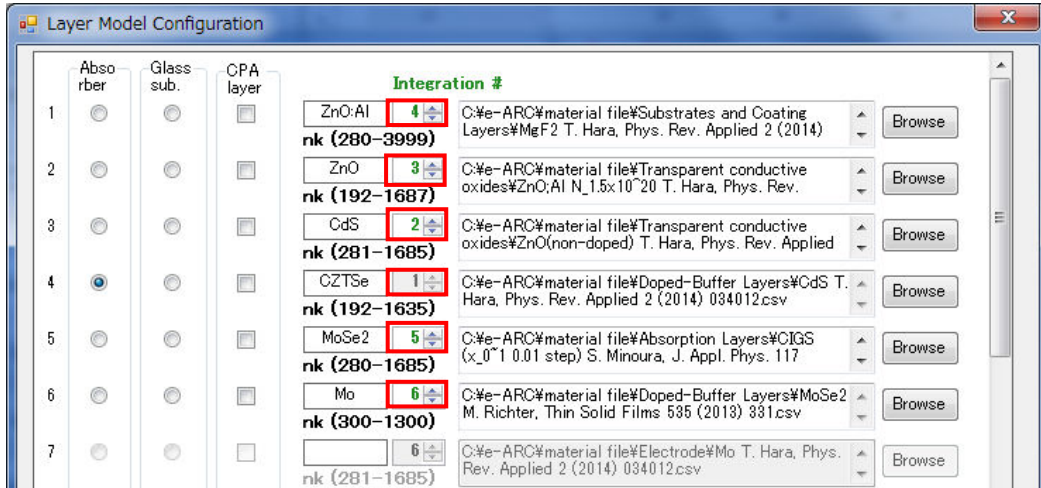 Layer Model Configuration
Abso
rber
Glass
sub.
CPA
layer
Integration #
1 ZnO:Al 4 C:¥e-ARC¥material file¥Substrates and Coating
Layers¥MgF2 T. Hara, Phys. Rev. Applied 2 (2014)
Browse
nk (280-3999)
2 ZnO 3 C:¥e-ARC¥material file¥Transparent conductive
oxides¥ZnO;Al N_1.5x10^20 T. Hara, Phys. Rev.
Browse
nk (192-1687)
3 CdS 2 C:¥e-ARC¥material file¥Transparent conductive
oxides¥ZnO(non-doped) T. Hara, Phys. Rev. Applied
Browse
nk (281-1685)
4 CZTSe 1 C:¥e-ARC¥material file¥Doped-Buffer Layers¥CdS T.
Hara, Phys. Rev. Applied 2 (2014) 034012.csv
Browse
nk (192-1635)
5 MoSe2 5 C:¥e-ARC¥material file¥Absorption Layers¥CIGS
(x_0~1 0.01 step) S. Minoura, J. Appl. Phys. 117
Browse
nk (280-1685)
6 Mo 6 C:¥e-ARC¥material file¥Doped-Buffer Layers¥MoSe2
M. Richter, Thin Solid Films 535 (2013) 331.csv
Browse
nk (300-1300)
7 6 C:¥e-ARC¥material file¥Electrode¥Mo T. Hara, Phys.
Rev. Applied 2 (2014) 034012.csv
Browse
nk (281-1685)